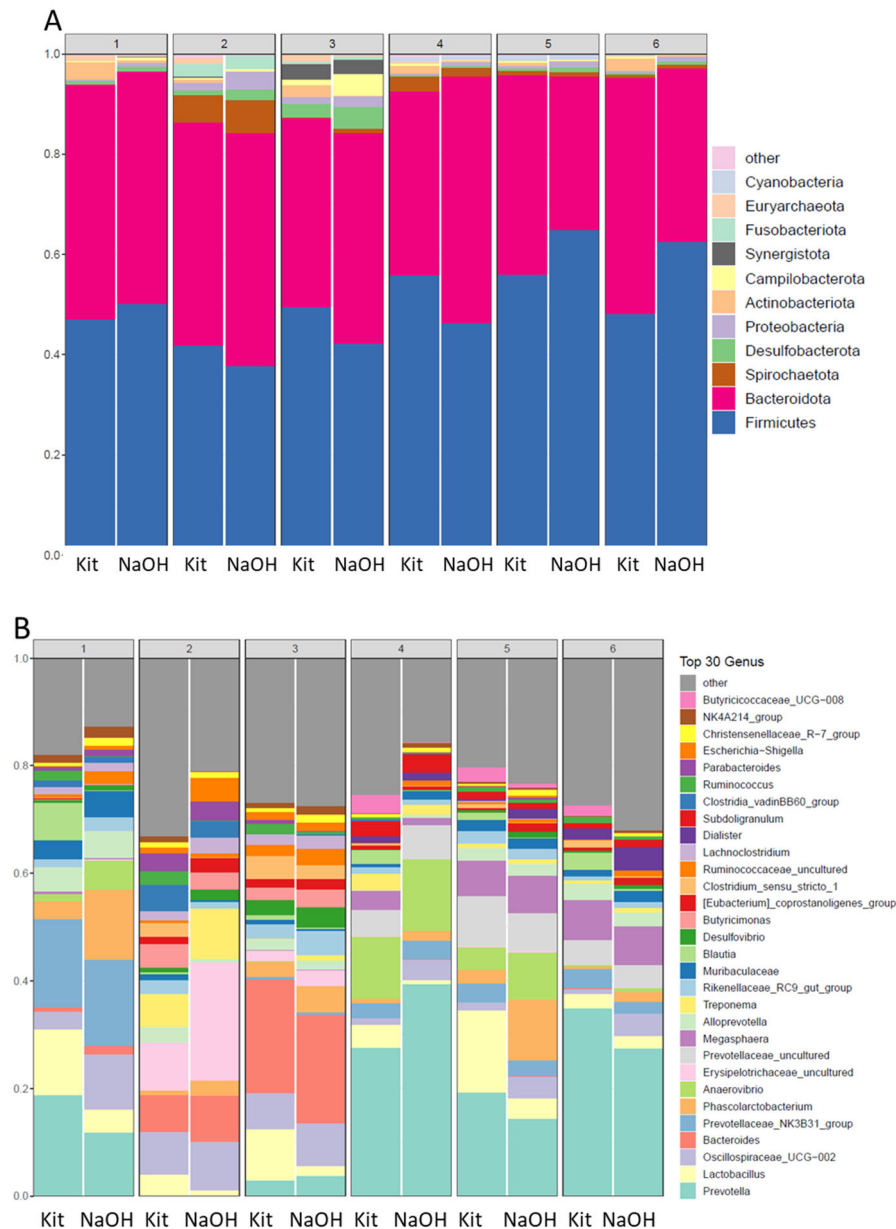 A
1 2 3 4 5 6
1.0
0.8
0.6
0.4
0.2
0.0
Kit NaOH Kit NaOH Kit NaOH Kit NaOH Kit NaOH Kit NaOH
other
Cyanobacteria
Euryarchaeota
Fusobacteriota
Synergistota
Campilobacterota
Actinobacteriota
Proteobacteria
Desulfobacterota
Spirochaetota
Bacteroidota
Firmicutes
B
1 2 3 4 5 6
1.0
0.8
0.6
0.4
0.2
0.0
Kit NaOH Kit NaOH Kit NaOH Kit NaOH Kit NaOH Kit NaOH
Top 30 Genus
other
Butyricicoccaceae_UCG-008
NK4A214_group
Christensenellaceae_R-7_group
Escherichia-Shigella
Parabacteroides
Ruminococcus
Clostridia_vadinBB60_group
Subdoligranulum
Dialister
Lachnoclostridium
Ruminococcaceae_uncultured
Clostridium_sensu_stricto_1
[Eubacterium]_coprostanoligenes_group
Butyricimonas
Desulfovibrio
Blautia
Muribaculaceae
Rikenellaceae_RC9_gut_group
Treponema
Alloprevotella
Megasphaera
Prevotellaceae_uncultured
Erysipelotrichaceae_uncultured
Anaerovibrio
Phascolarctobacterium
Prevotellaceae_NK3B31_group
Bacteroides
Oscillospiraceae_UCG-002
Lactobacillus
Prevotella